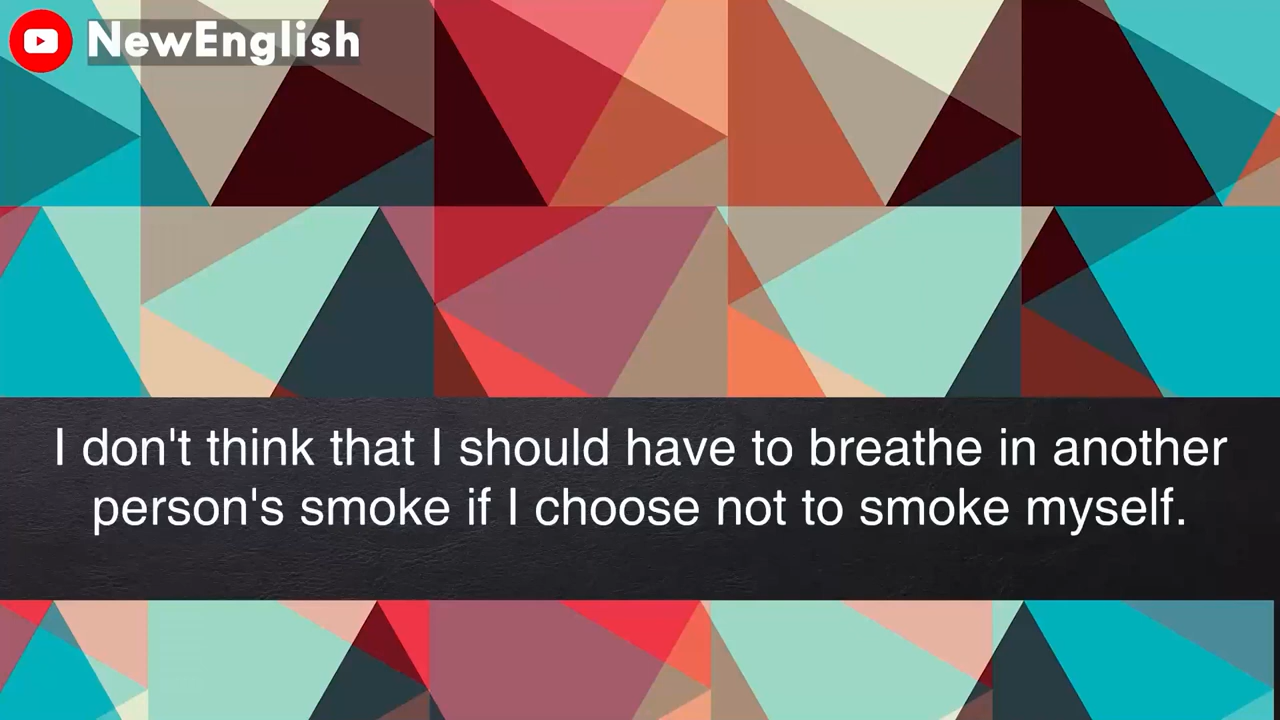 NewEnglish
I don't think that I should have to breathe in another
person's smoke if I choose not to smoke myself.